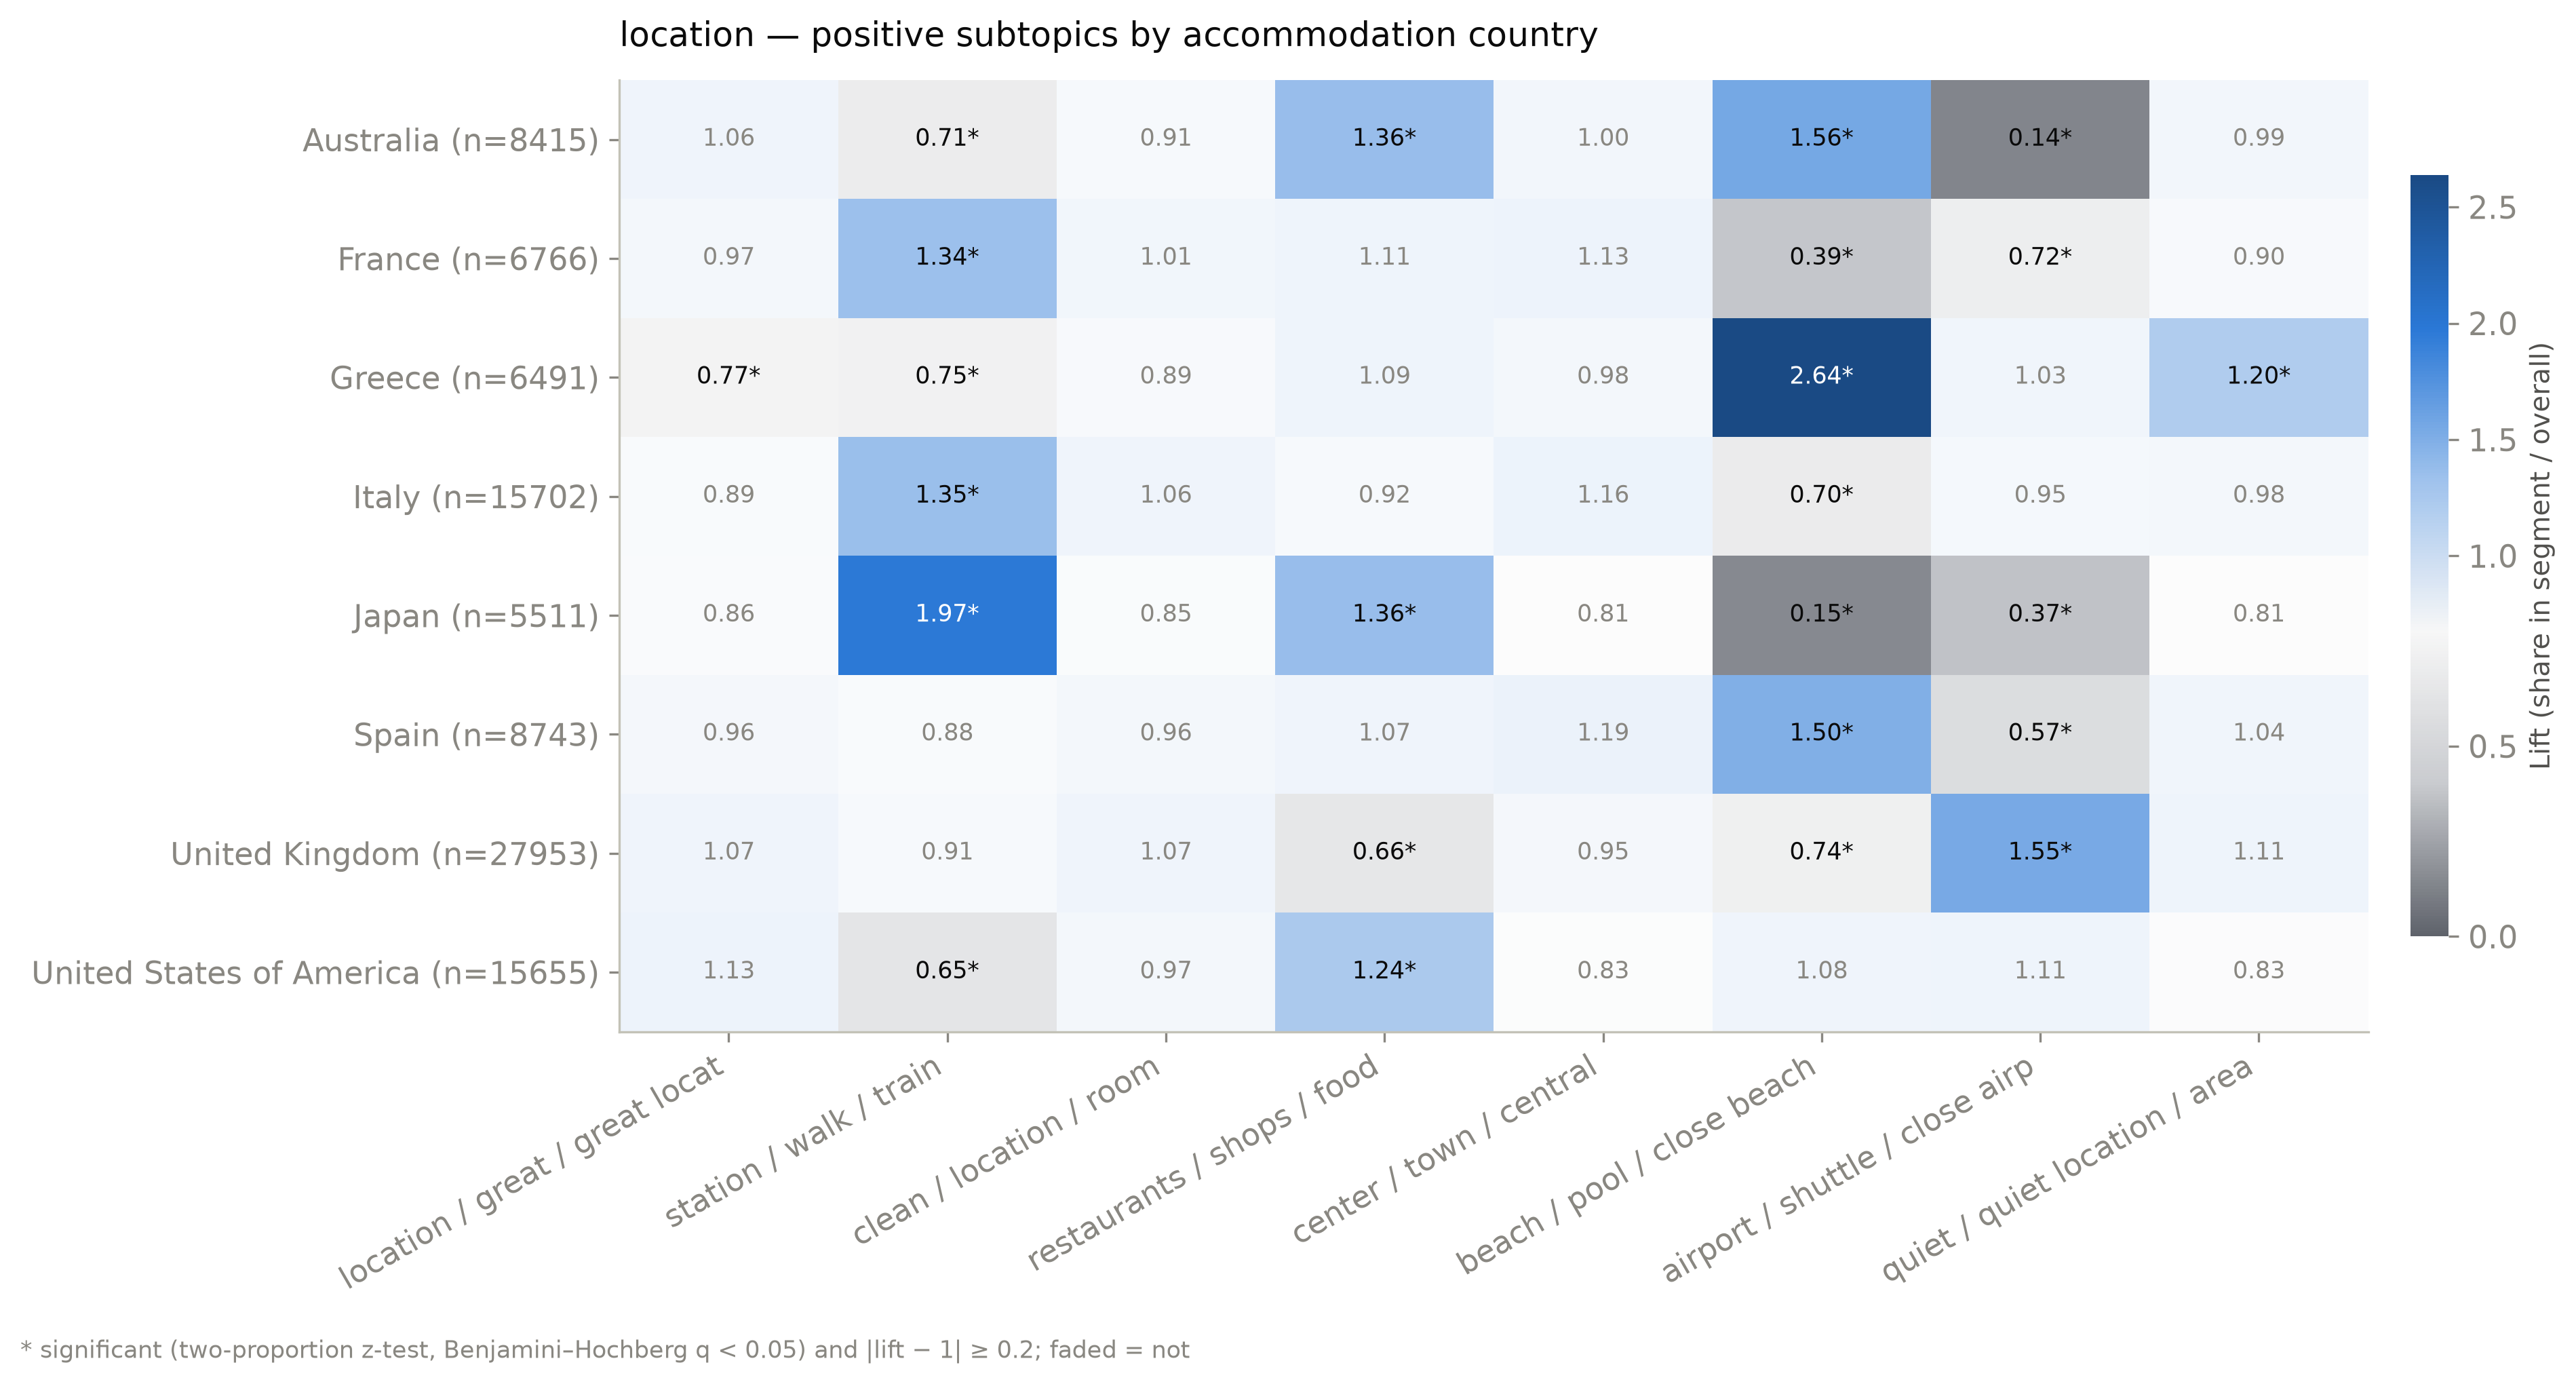 location — positive subtopics by accommodation country
Australia (n=8415) 1.06 0.71* 0.91 1.36* 1.00 1.56* 0.14* 0.99
France (n=6766) 0.97 1.34* 1.01 1.11 1.13 0.39* 0.72* 0.90
Greece (n=6491) 0.77* 0.75* 0.89 1.09 0.98 2.64* 1.03 1.20*
Italy (n=15702) 0.89 1.35* 1.06 0.92 1.16 0.70* 0.95 0.98
Japan (n=5511) 0.86 1.97* 0.85 1.36* 0.81 0.15* 0.37* 0.81
Spain (n=8743) 0.96 0.88 0.96 1.07 1.19 1.50* 0.57* 1.04
United Kingdom (n=27953) 1.07 0.91 1.07 0.66* 0.95 0.74* 1.55* 1.11
United States of America (n=15655) 1.13 0.65* 0.97 1.24* 0.83 1.08 1.11 0.83
location / great / great locat
station / walk / train
clean / location / room
restaurants / shops / food
center / town / central
beach / pool / close beach
airport / shuttle / close airp
quiet / quiet location / area
2.5
2.0
1.5
1.0
0.5
0.0
Lift (share in segment / overall)
* significant (two-proportion z-test, Benjamini–Hochberg q < 0.05) and |lift − 1| ≥ 0.2; faded = not